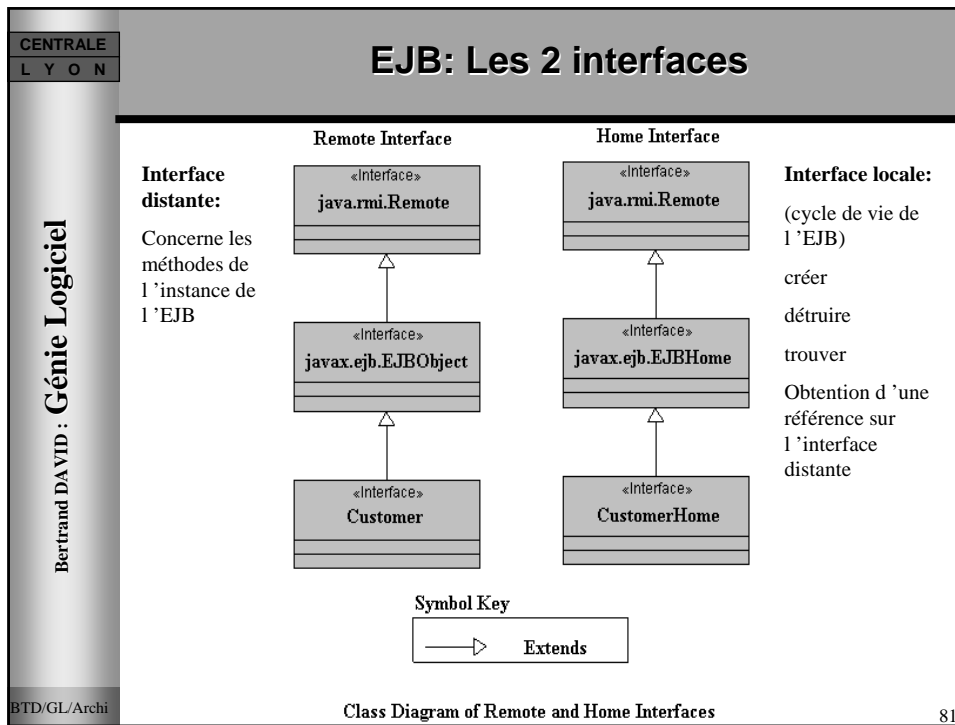 CENTRALE
L Y O N
EJB: Les 2 interfaces
Bertrand DAVID : Génie Logiciel
Interface
distante:
Concerne les
méthodes de
l ’instance de
l ’EJB
Remote Interface
«Interface»
java.rmi.Remote
«Interface»
javax.ejb.EJBObject
«Interface»
Customer
Home Interface
«Interface»
java.rmi.Remote
«Interface»
javax.ejb.EJBHome
«Interface»
CustomerHome
Interface locale:
(cycle de vie de
l ’EJB)
créer
détruire
trouver
Obtention d ’une
référence sur
l ’interface
distante
Symbol Key
Extends
BTD/GL/Archi
Class Diagram of Remote and Home Interfaces
81